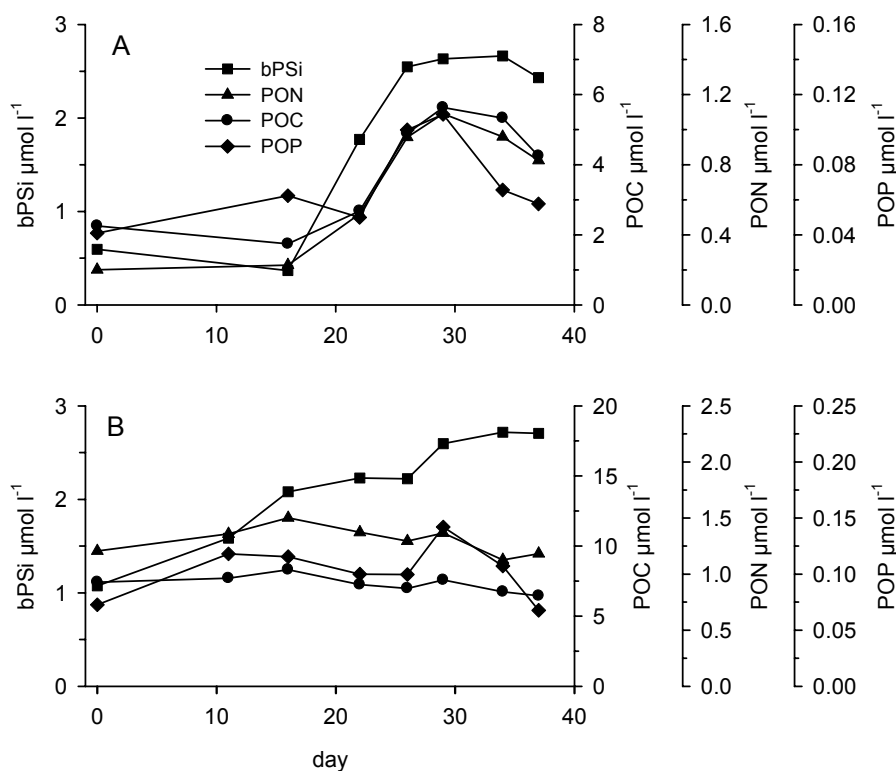 A
bPSi
PON
POC
POP
3
2
1
0
bPSi µmol l⁻¹
0 10 20 30 40
8
6
4
2
0
POC µmol l⁻¹
1.6
1.2
0.8
0.4
0.0
PON µmol l⁻¹
0.16
0.12
0.08
0.04
0.00
POP µmol l⁻¹
B
3
2
1
0
bPSi µmol l⁻¹
0 10 20 30 40
day
20
15
10
5
0
POC µmol l⁻¹
2.5
2.0
1.5
1.0
0.5
0.0
PON µmol l⁻¹
0.25
0.20
0.15
0.10
0.05
0.00
POP µmol l⁻¹